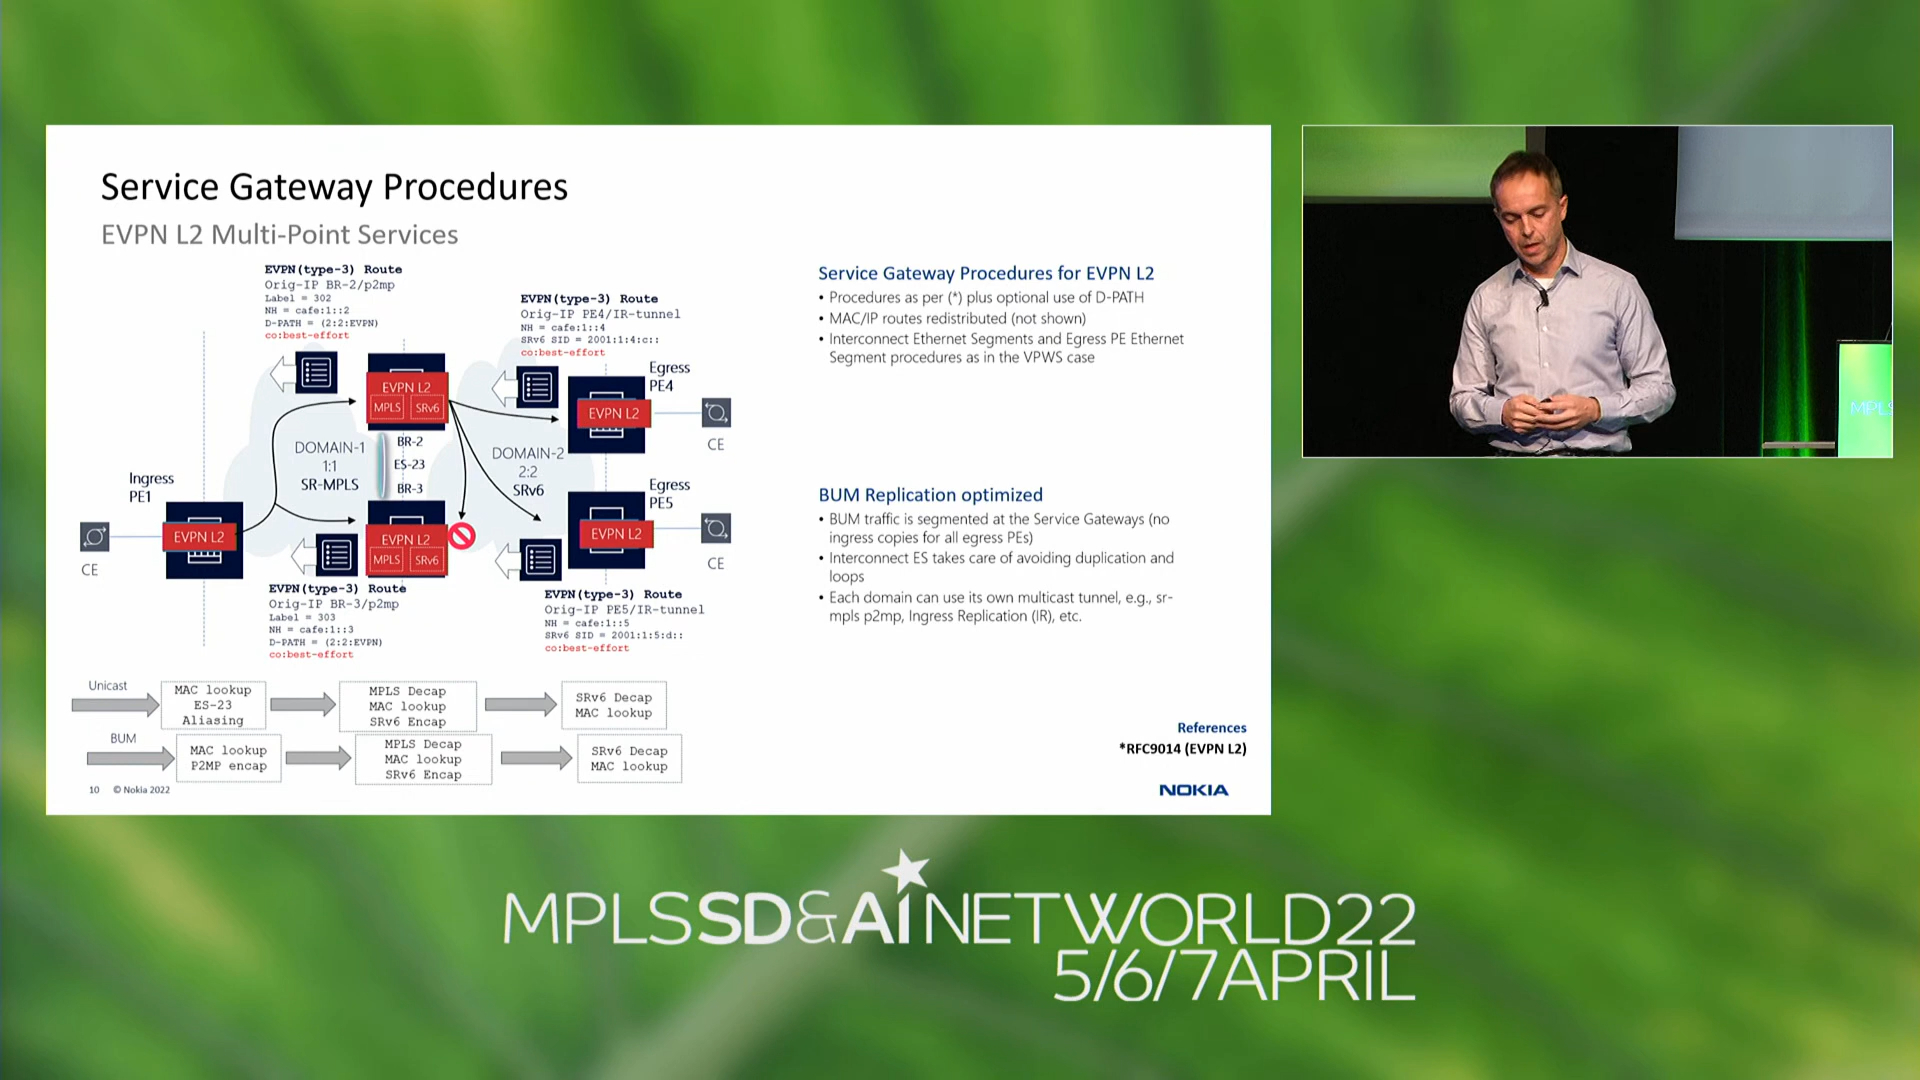 Service Gateway Procedures
EVPN L2 Multi-Point Services
EVPN(type-3) Route
Orig-IP BR-2/p2mp
Label = 302
NH = cafe:1::2
D-PATH = (2:2:EVPN)
co:best-effort
EVPN(type-3) Route
Orig-IP PE4/IR-tunnel
NH = cafe:1::4
SRv6 SID = 2001:1:4:c::
co:best-effort
Egress
PE4
EVPN L2
MPLS
SRv6
EVPN L2
CE
BR-2
ES-23
BR-3
DOMAIN-1
1:1
SR-MPLS
DOMAIN-2
2:2
SRv6
Ingress
PE1
EVPN L2
CE
Egress
PE5
EVPN L2
CE
EVPN L2
MPLS
SRv6
EVPN(type-3) Route
Orig-IP BR-3/p2mp
Label = 303
NH = cafe:1::3
D-PATH = (2:2:EVPN)
co:best-effort
EVPN(type-3) Route
Orig-IP PE5/IR-tunnel
NH = cafe:1::5
SRv6 SID = 2001:1:5:d::
co:best-effort
Unicast
MAC lookup
ES-23
Aliasing
MPLS Decap
MAC lookup
SRv6 Encap
SRv6 Decap
MAC lookup
BUM
MAC lookup
P2MP encap
MPLS Decap
MAC lookup
SRv6 Encap
SRv6 Decap
MAC lookup
10 © Nokia 2022
Service Gateway Procedures for EVPN L2
• Procedures as per (*) plus optional use of D-PATH
• MAC/IP routes redistributed (not shown)
• Interconnect Ethernet Segments and Egress PE Ethernet
Segment procedures as in the VPWS case
BUM Replication optimized
• BUM traffic is segmented at the Service Gateways (no
ingress copies for all egress PEs)
• Interconnect ES takes care of avoiding duplication and
loops
• Each domain can use its own multicast tunnel, e.g., sr-
mpls p2mp, Ingress Replication (IR), etc.
References
*RFC9014 (EVPN L2)
NOKIA
MPLS
MPLSSD&AINETWORLD22
5/6/7APRIL